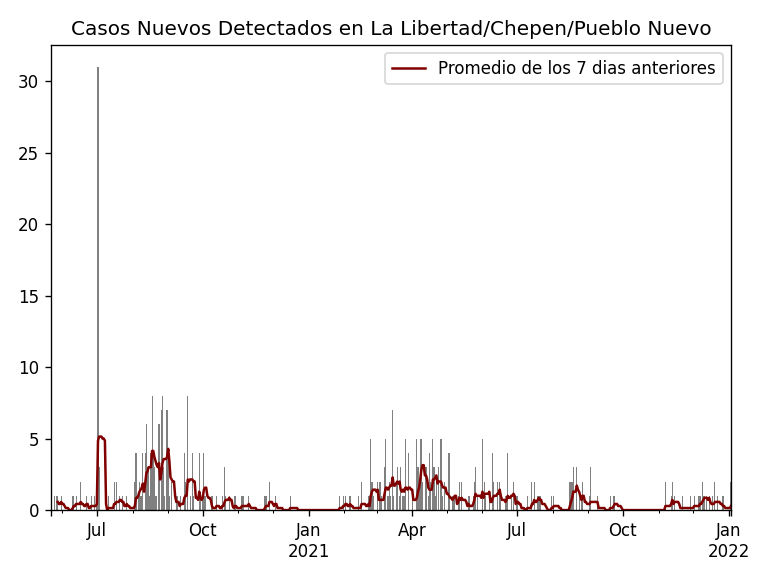 Casos Nuevos Detectados en La Libertad/Chepen/Pueblo Nuevo
Promedio de los 7 dias anteriores
30
25
20
15
10
5
0
Jul Oct Jan Apr Jul Oct Jan
2021 2022